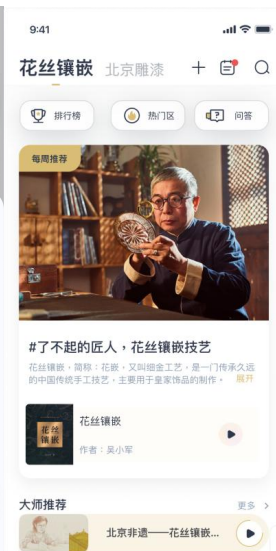 9:41
花丝镶嵌 北京雕漆
排行榜 热门区 问答
每周推荐
#了不起的匠人，花丝镶嵌技艺
花丝镶嵌，简称：花嵌，又叫细金工艺，是一门传承久远
的中国传统手工技艺，主要用于皇家饰品的制作， 展开
花丝
镶嵌
花丝镶嵌
作者：吴小军
大师推荐 更多
北京非遗——花丝镶嵌...